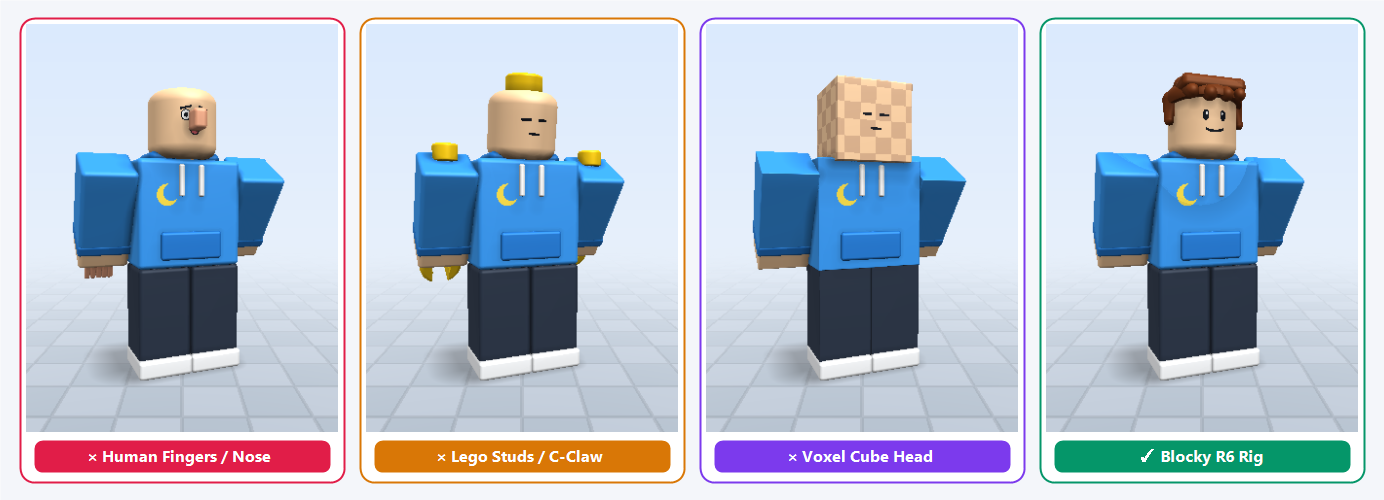 × Human Fingers / Nose
× Lego Studs / C-Claw
× Voxel Cube Head
✓ Blocky R6 Rig